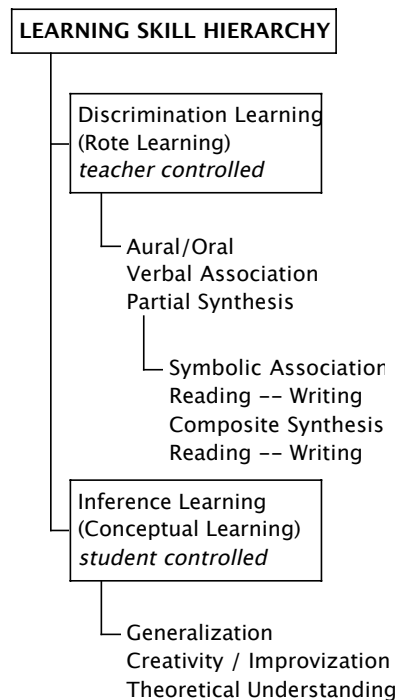 LEARNING SKILL HIERARCHY
Discrimination Learning
(Rote Learning)
teacher controlled
Aural/Oral
Verbal Association
Partial Synthesis
Symbolic Association
Reading -- Writing
Composite Synthesis
Reading -- Writing
Inference Learning
(Conceptual Learning)
student controlled
Generalization
Creativity / Improvization
Theoretical Understanding